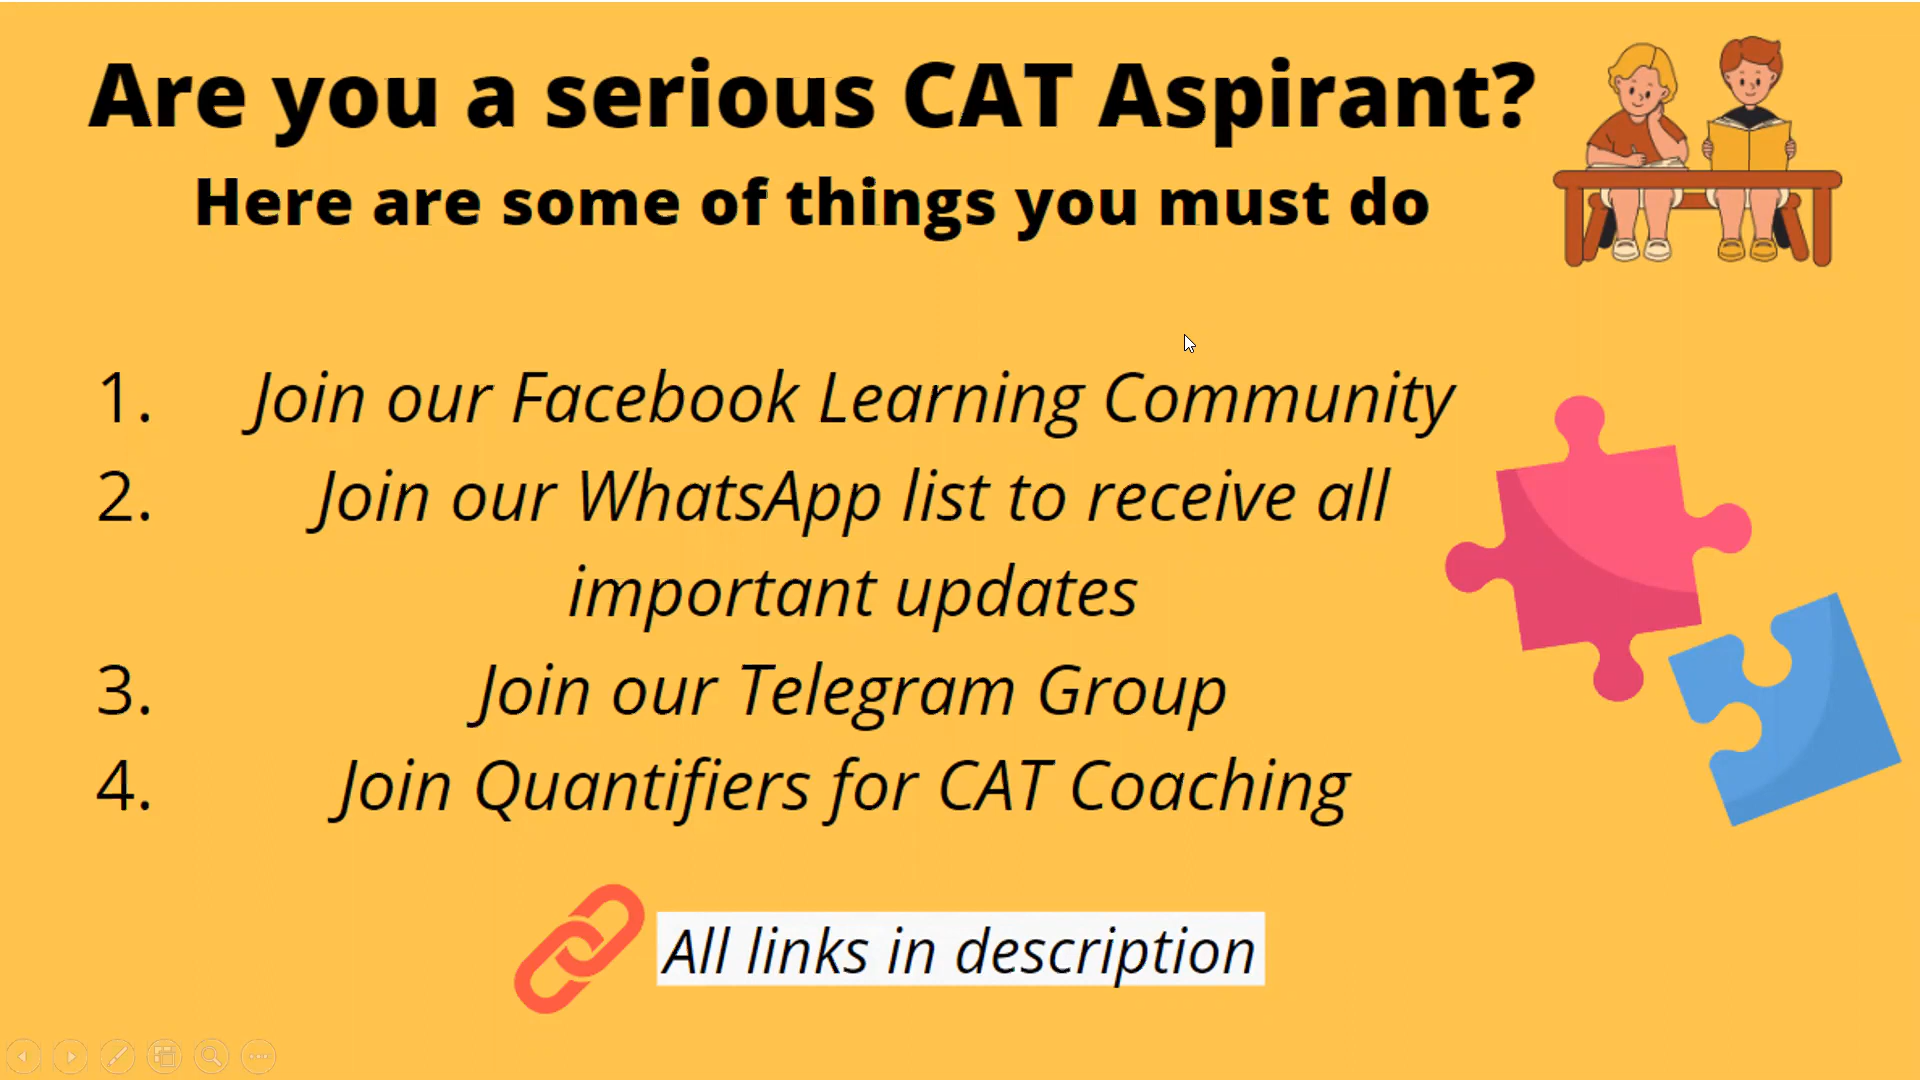 Are you a serious CAT Aspirant?
Here are some of things you must do
1. Join our Facebook Learning Community
2. Join our WhatsApp list to receive all
important updates
3. Join our Telegram Group
4. Join Quantifiers for CAT Coaching
All links in description